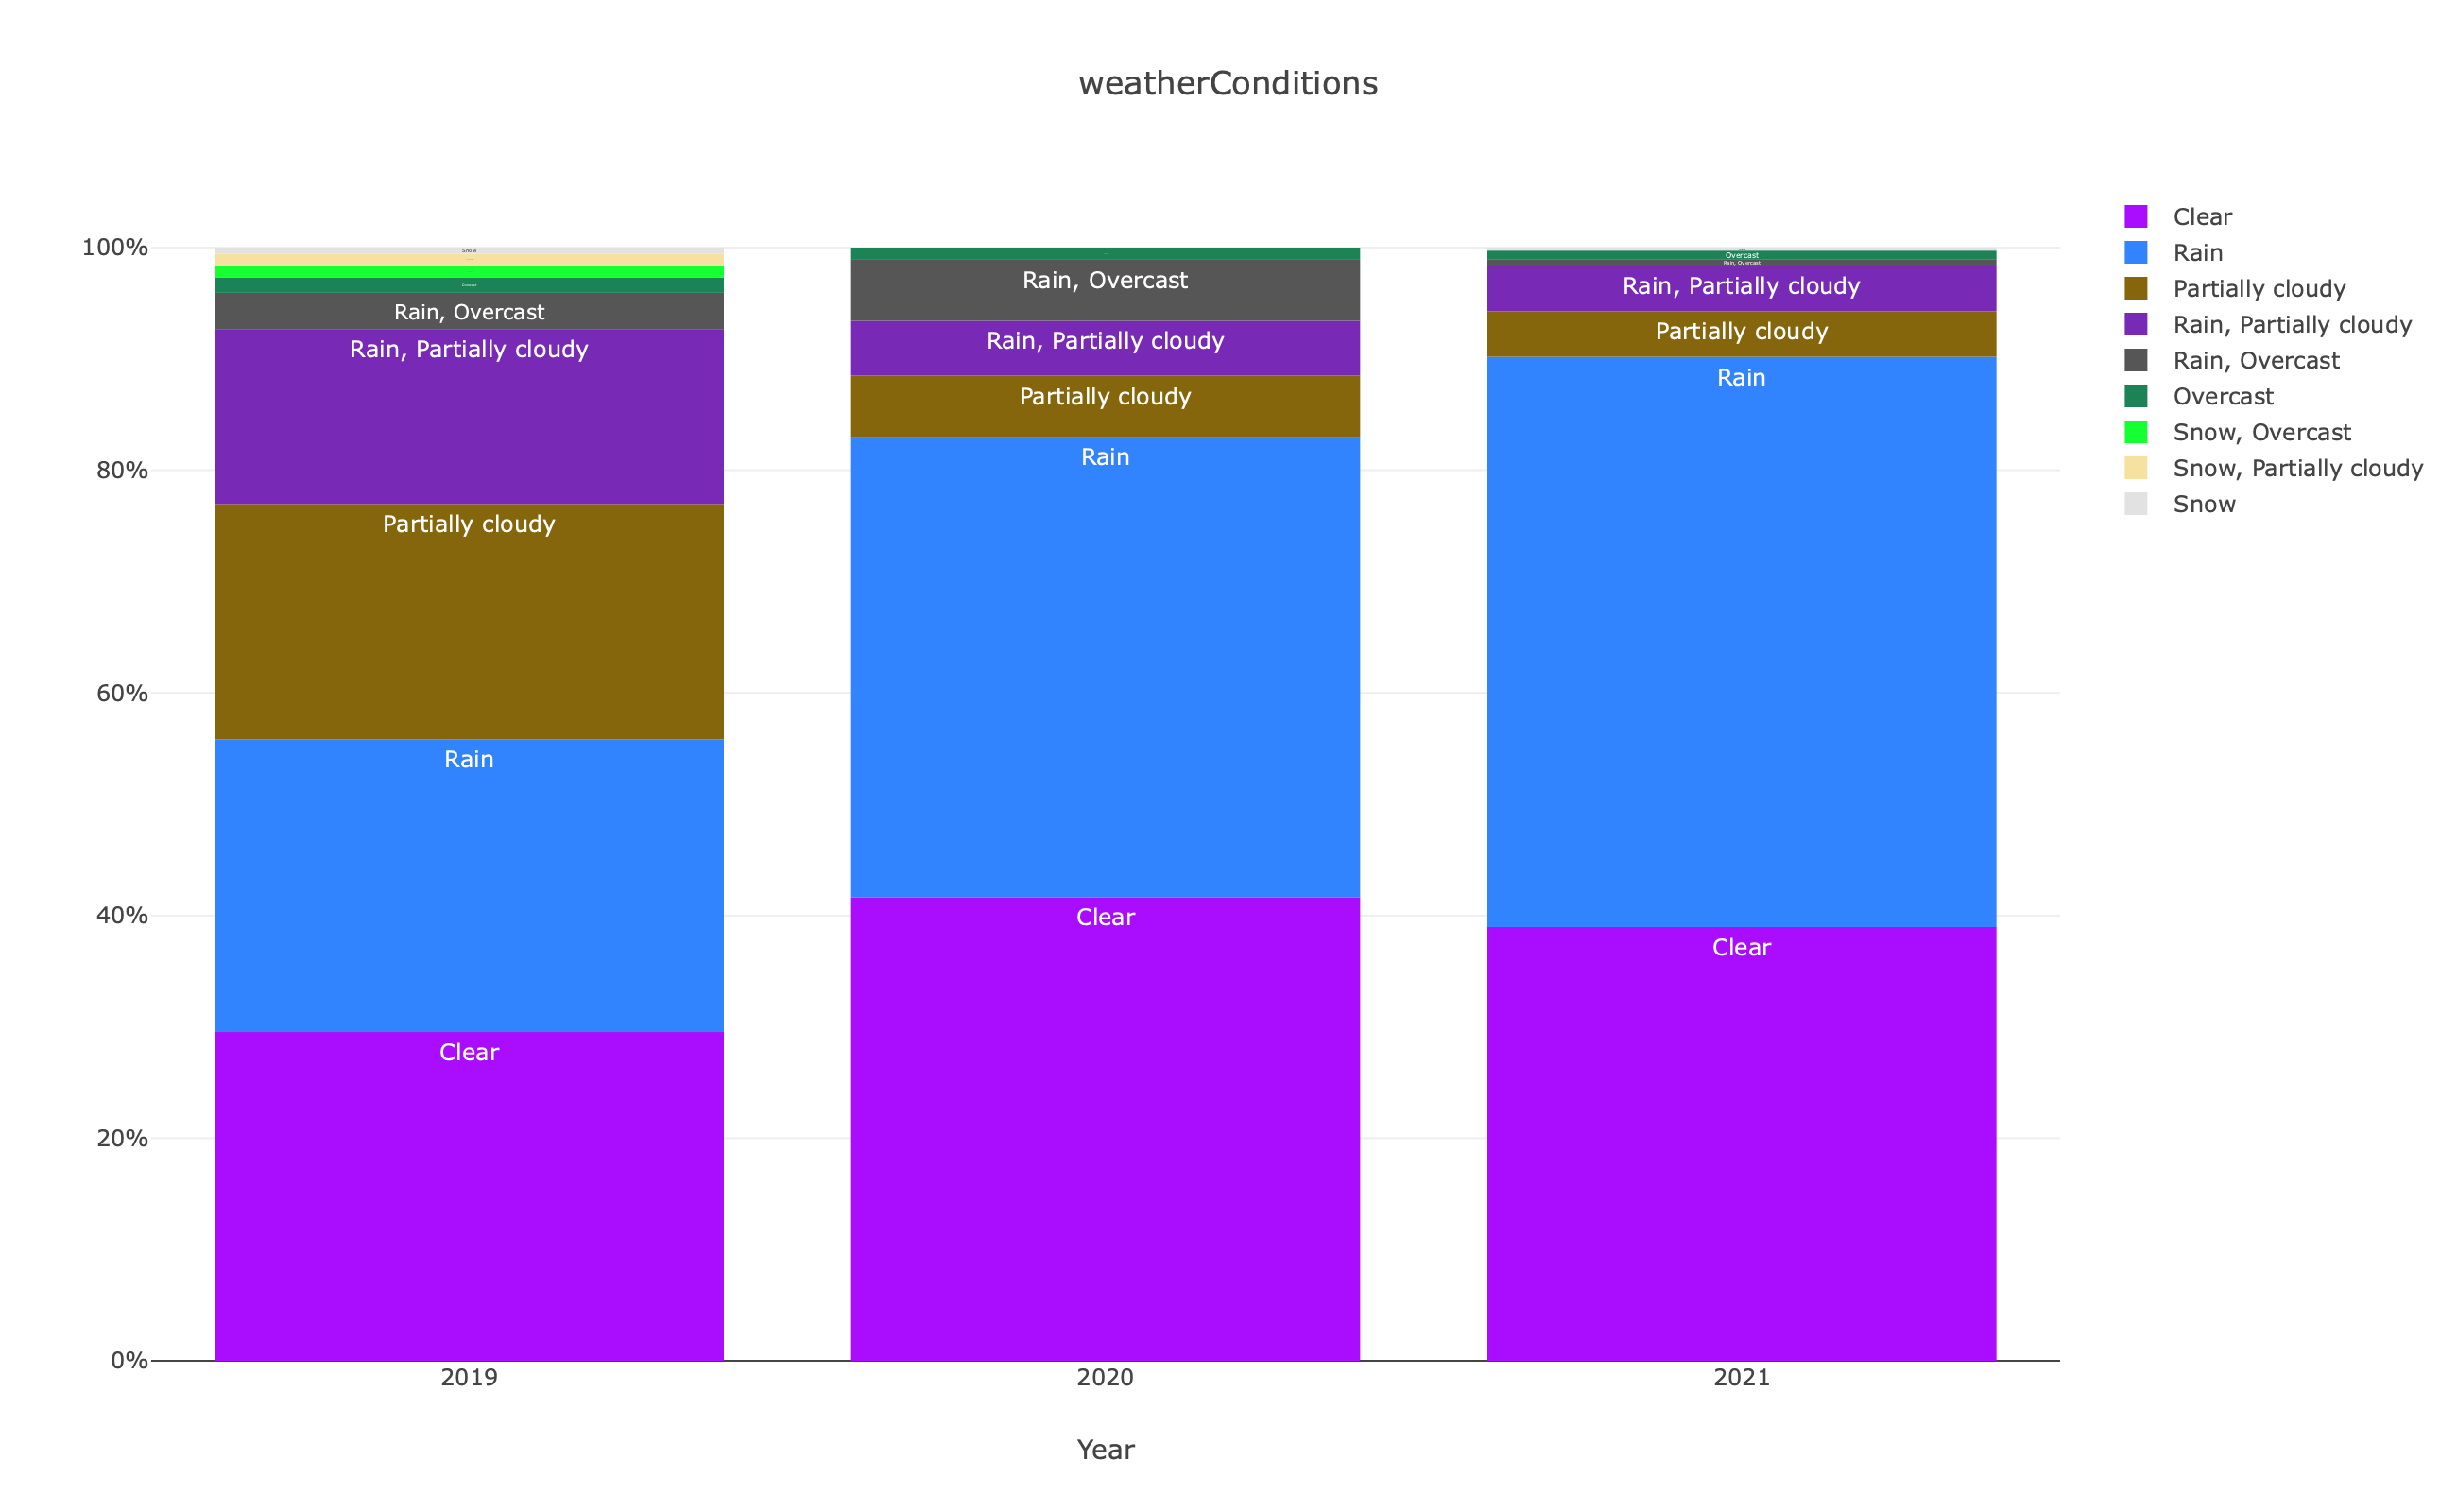 weatherConditions
Clear
Rain
Partially cloudy
Rain, Partially cloudy
Rain, Overcast
Overcast
Snow, Overcast
Snow, Partially cloudy
Snow
100%
80%
60%
40%
20%
0%
Snow
Rain, Overcast
Rain, Partially cloudy
Partially cloudy
Rain
Clear
Rain, Overcast
Rain, Partially cloudy
Partially cloudy
Rain
Clear
Overcast
Rain, Overcast
Rain, Partially cloudy
Partially cloudy
Rain
Clear
2019
2020
2021
Year